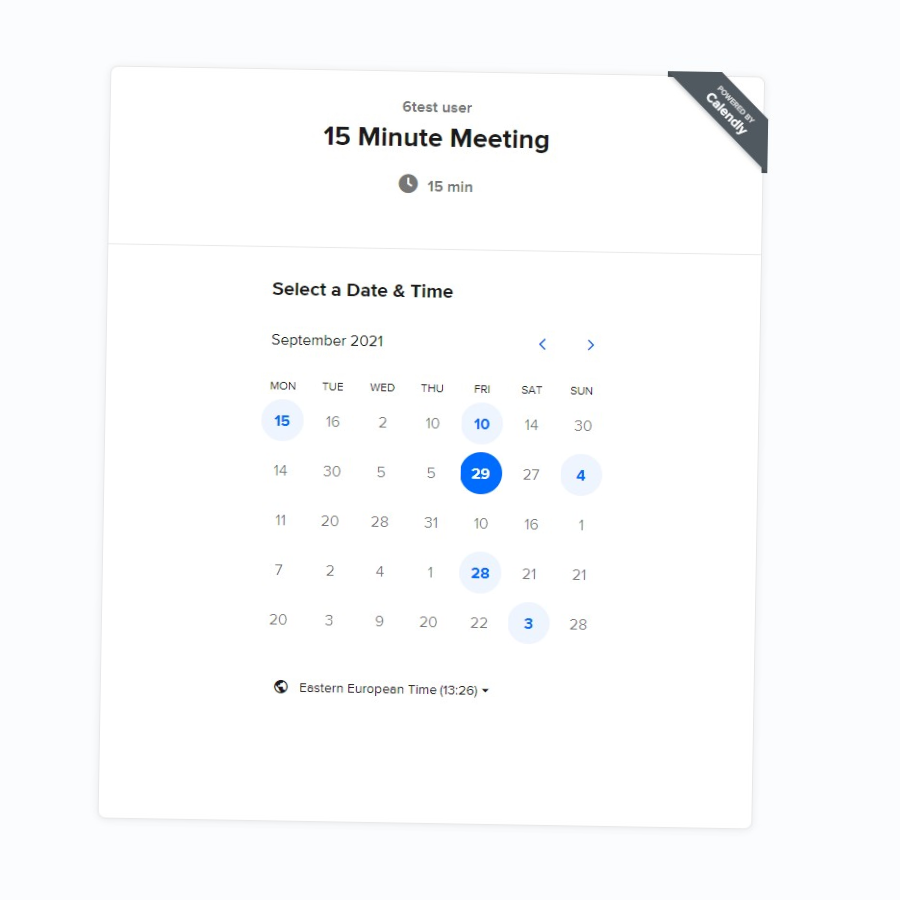 POWERED BY
Calendly
6test user
15 Minute Meeting
15 min
Select a Date & Time
September 2021
MON TUE WED THU FRI SAT SUN
15 16 2 10 10 14 30
14 30 5 5 29 27 4
11 20 28 31 10 16 1
7 2 4 1 28 21 21
20 3 9 20 22 3 28
Eastern European Time (13:26)